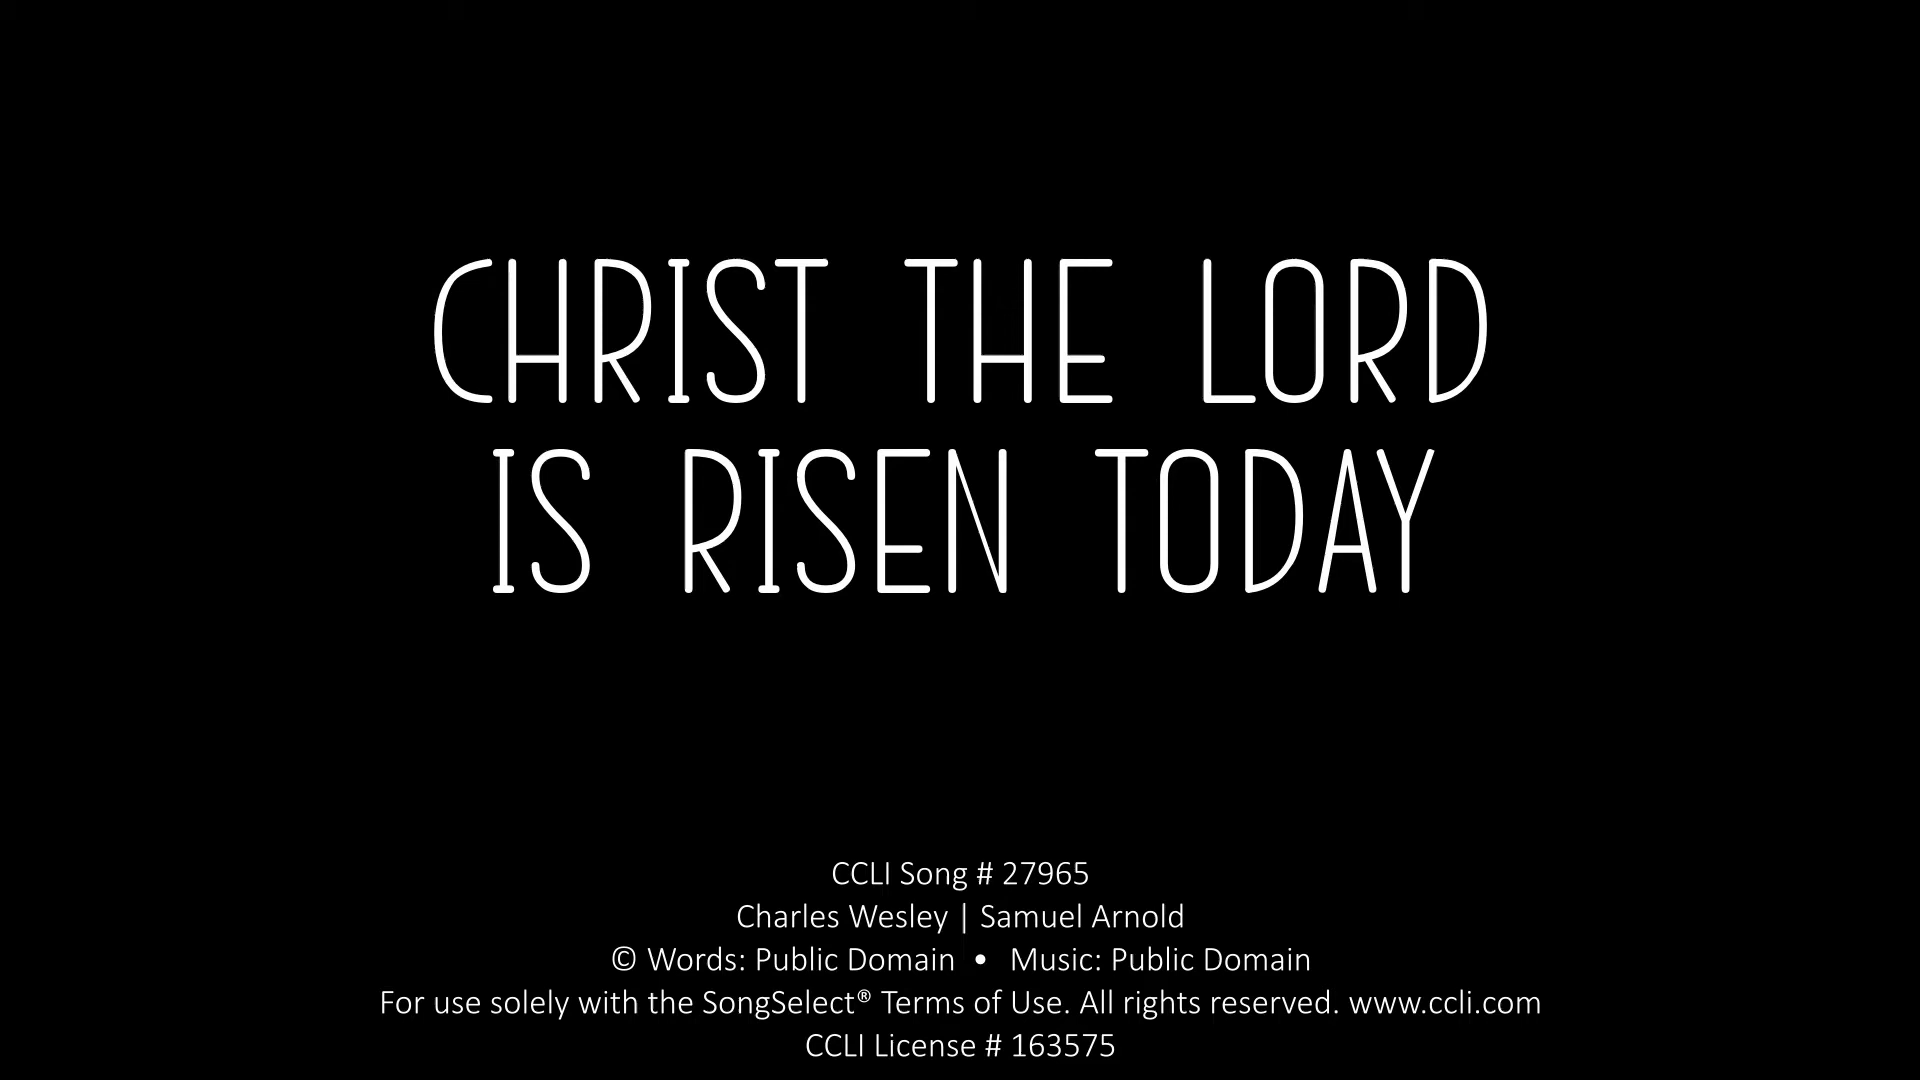 CHRIST THE LORD
IS RISEN TODAY
CCLI Song # 27965
Charles Wesley | Samuel Arnold
© Words: Public Domain • Music: Public Domain
For use solely with the SongSelect® Terms of Use. All rights reserved. www.ccli.com
CCLI License # 163575